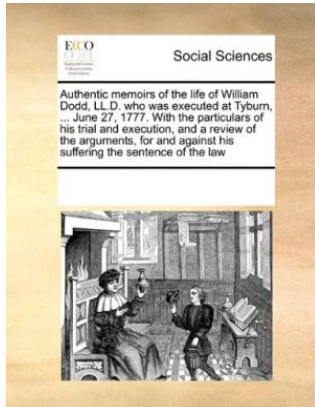 ECCO
Social Sciences
Authentic memoirs of the life of William
Dodd, LL.D. who was executed at Tyburn,
... June 27, 1777. With the particulars of
his trial and execution, and a review of
the arguments, for and against his
suffering the sentence of the law